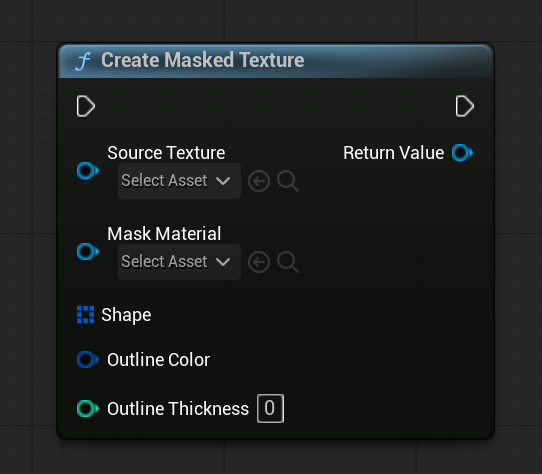 Create Masked Texture
Source Texture
Return Value
Select Asset
Mask Material
Select Asset
Shape
Outline Color
Outline Thickness 0